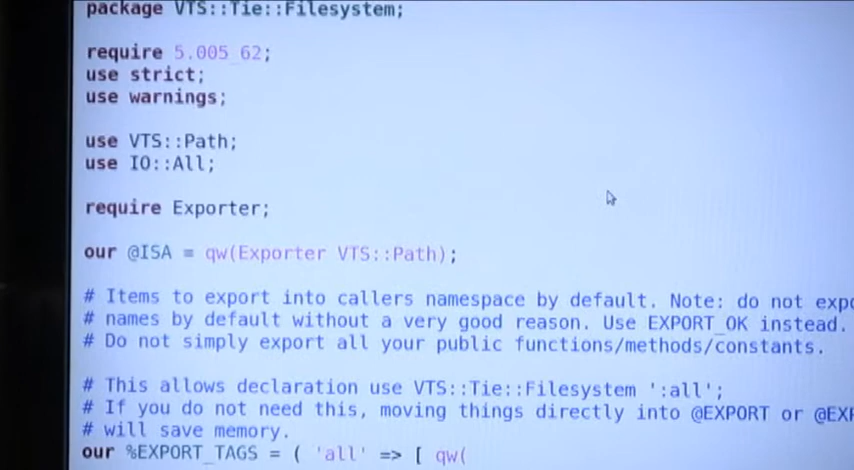 package VTS::Tie::Filesystem;
require 5.005_62;
use strict;
use warnings;
use VTS::Path;
use IO::All;
require Exporter;
our @ISA = qw(Exporter VTS::Path);
# Items to export into callers namespace by default. Note: do not expo
# names by default without a very good reason. Use EXPORT_OK instead.
# Do not simply export all your public functions/methods/constants.
# This allows declaration use VTS::Tie::Filesystem ':all';
# If you do not need this, moving things directly into @EXPORT or @EXP
# will save memory.
our %EXPORT_TAGS = ( 'all' => [ qw(